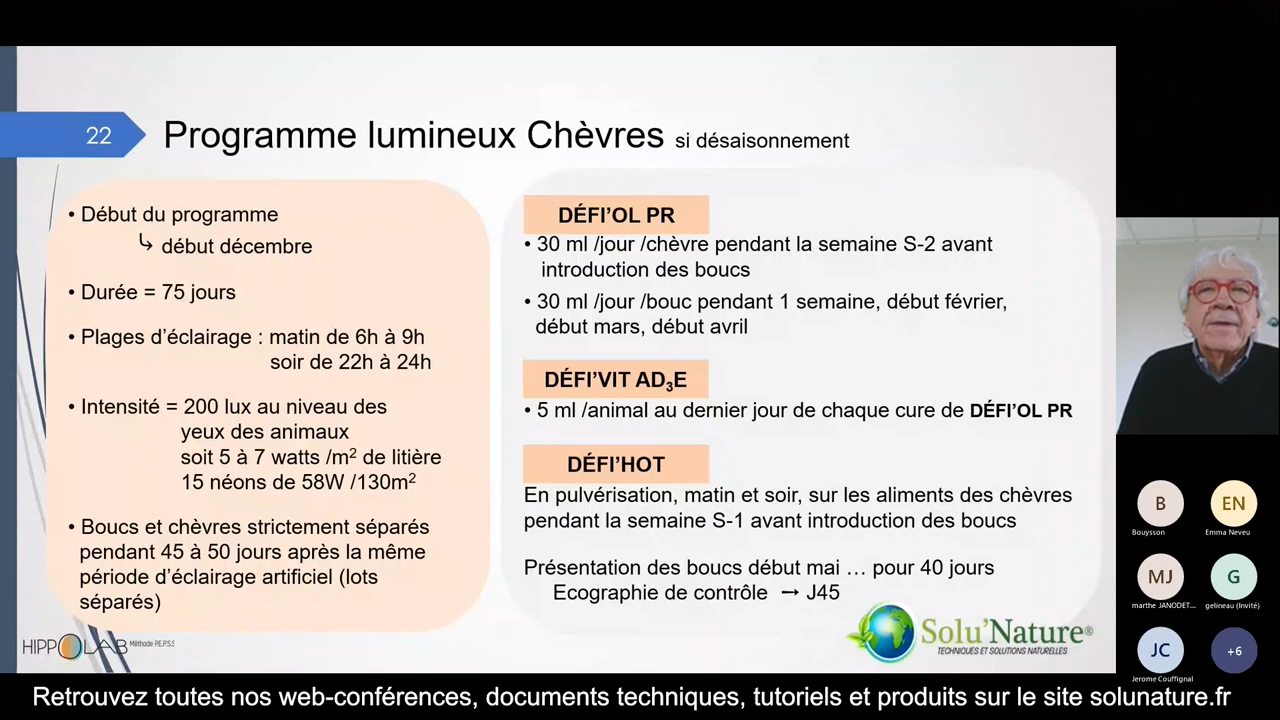 22
Programme lumineux Chèvres si désaisonnement
• Début du programme
↳ début décembre
• Durée = 75 jours
• Plages d’éclairage : matin de 6h à 9h
soir de 22h à 24h
• Intensité = 200 lux au niveau des
yeux des animaux
soit 5 à 7 watts /m² de litière
15 néons de 58W /130m²
• Boucs et chèvres strictement séparés
pendant 45 à 50 jours après la même
période d’éclairage artificiel (lots
séparés)
DÉFI’OL PR
• 30 ml /jour /chèvre pendant la semaine S-2 avant
introduction des boucs
• 30 ml /jour /bouc pendant 1 semaine, début février,
début mars, début avril
DÉFI’VIT AD₃E
• 5 ml /animal au dernier jour de chaque cure de DÉFI’OL PR
DÉFI’HOT
En pulvérisation, matin et soir, sur les aliments des chèvres
pendant la semaine S-1 avant introduction des boucs
Présentation des boucs début mai … pour 40 jours
Ecographie de contrôle → J45
HIPPOLAB Méthode P.E.P.S.S
Solu’Nature®
TECHNIQUES ET SOLUTIONS NATURELLES
B
Bouysson
EN
Emma Neveu
MJ
marthe JANODET...
G
gelineau (Invité)
JC
Jerome Couffignal
+6
Retrouvez toutes nos web-conférences, documents techniques, tutoriels et produits sur le site solunature.fr